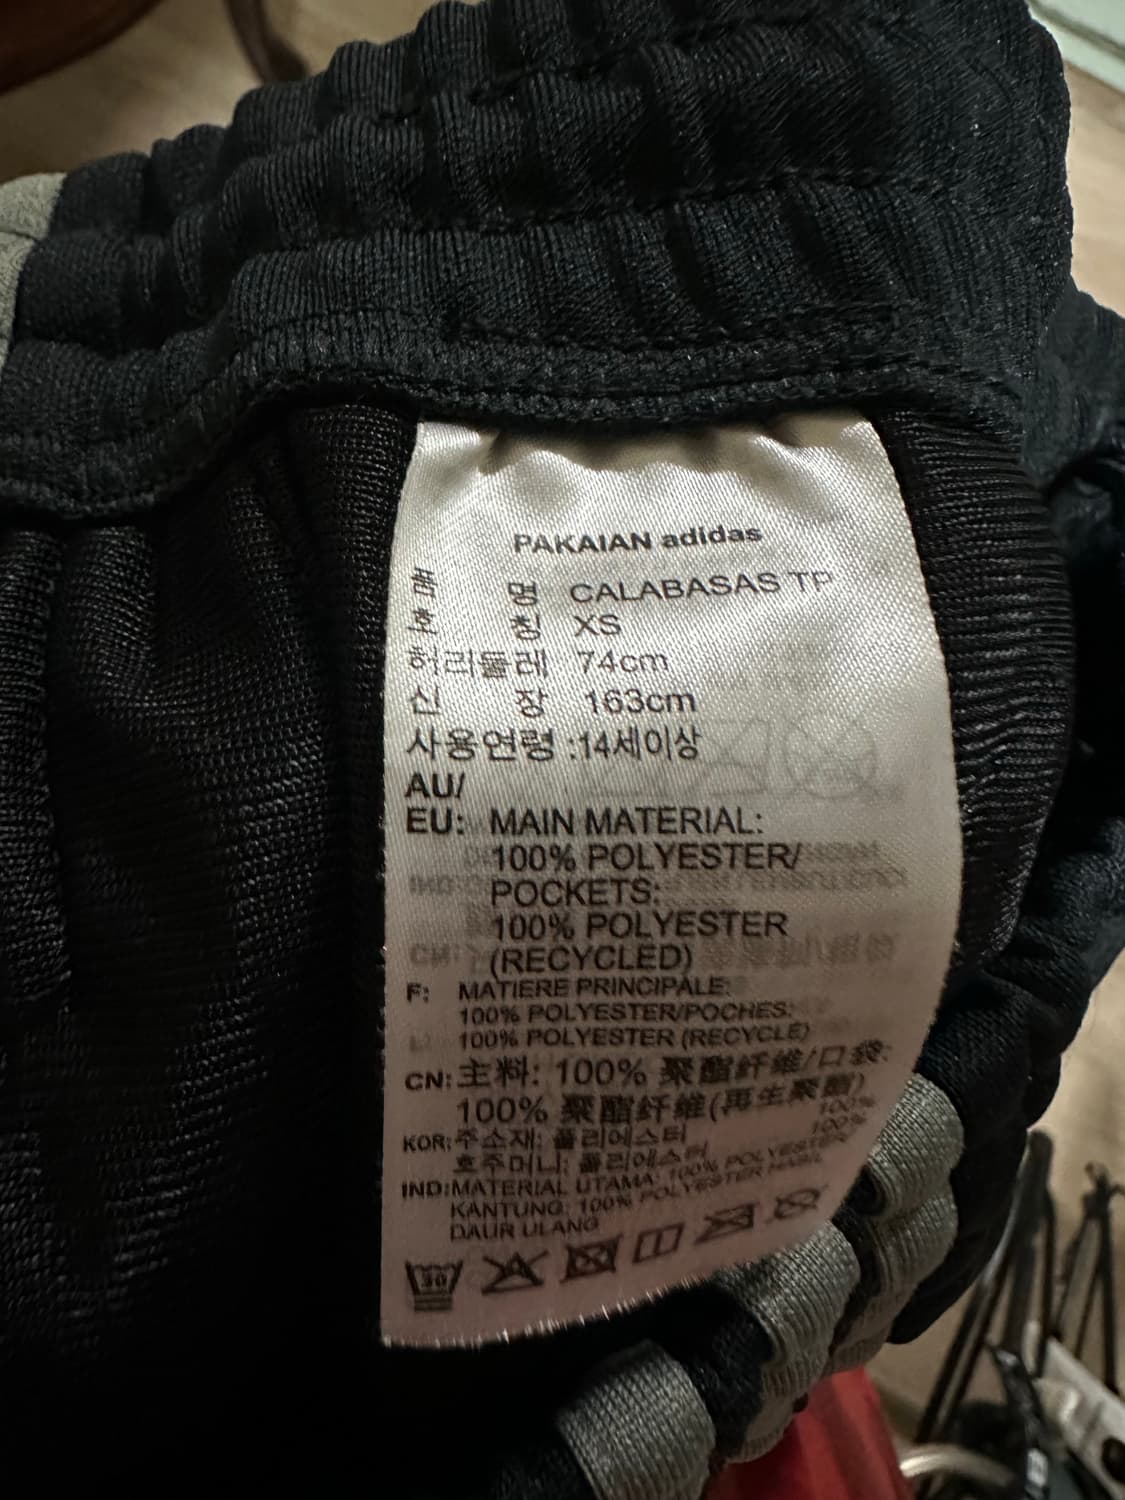 PAKAIAN adidas
품 명 CALABASAS TP
호 칭 XS
허리둘레 74cm
신 장 163cm
사용연령 :14세이상
AU/
EU: MAIN MATERIAL:
100% POLYESTER/
POCKETS:
100% POLYESTER
(RECYCLED)
F: MATIERE PRINCIPALE:
100% POLYESTER/POCHES:
100% POLYESTER (RECYCLE)
CN: 主料: 100% 聚酯纤维/口袋:
100% 聚酯纤维(再生聚酯)
KOR: 주소재: 폴리에스터 100%
호주머니: 폴리에스터 100%
IND: MATERIAL UTAMA: 100% POLYESTER
KANTUNG: 100% POLYESTER HASIL
DAUR ULANG
30